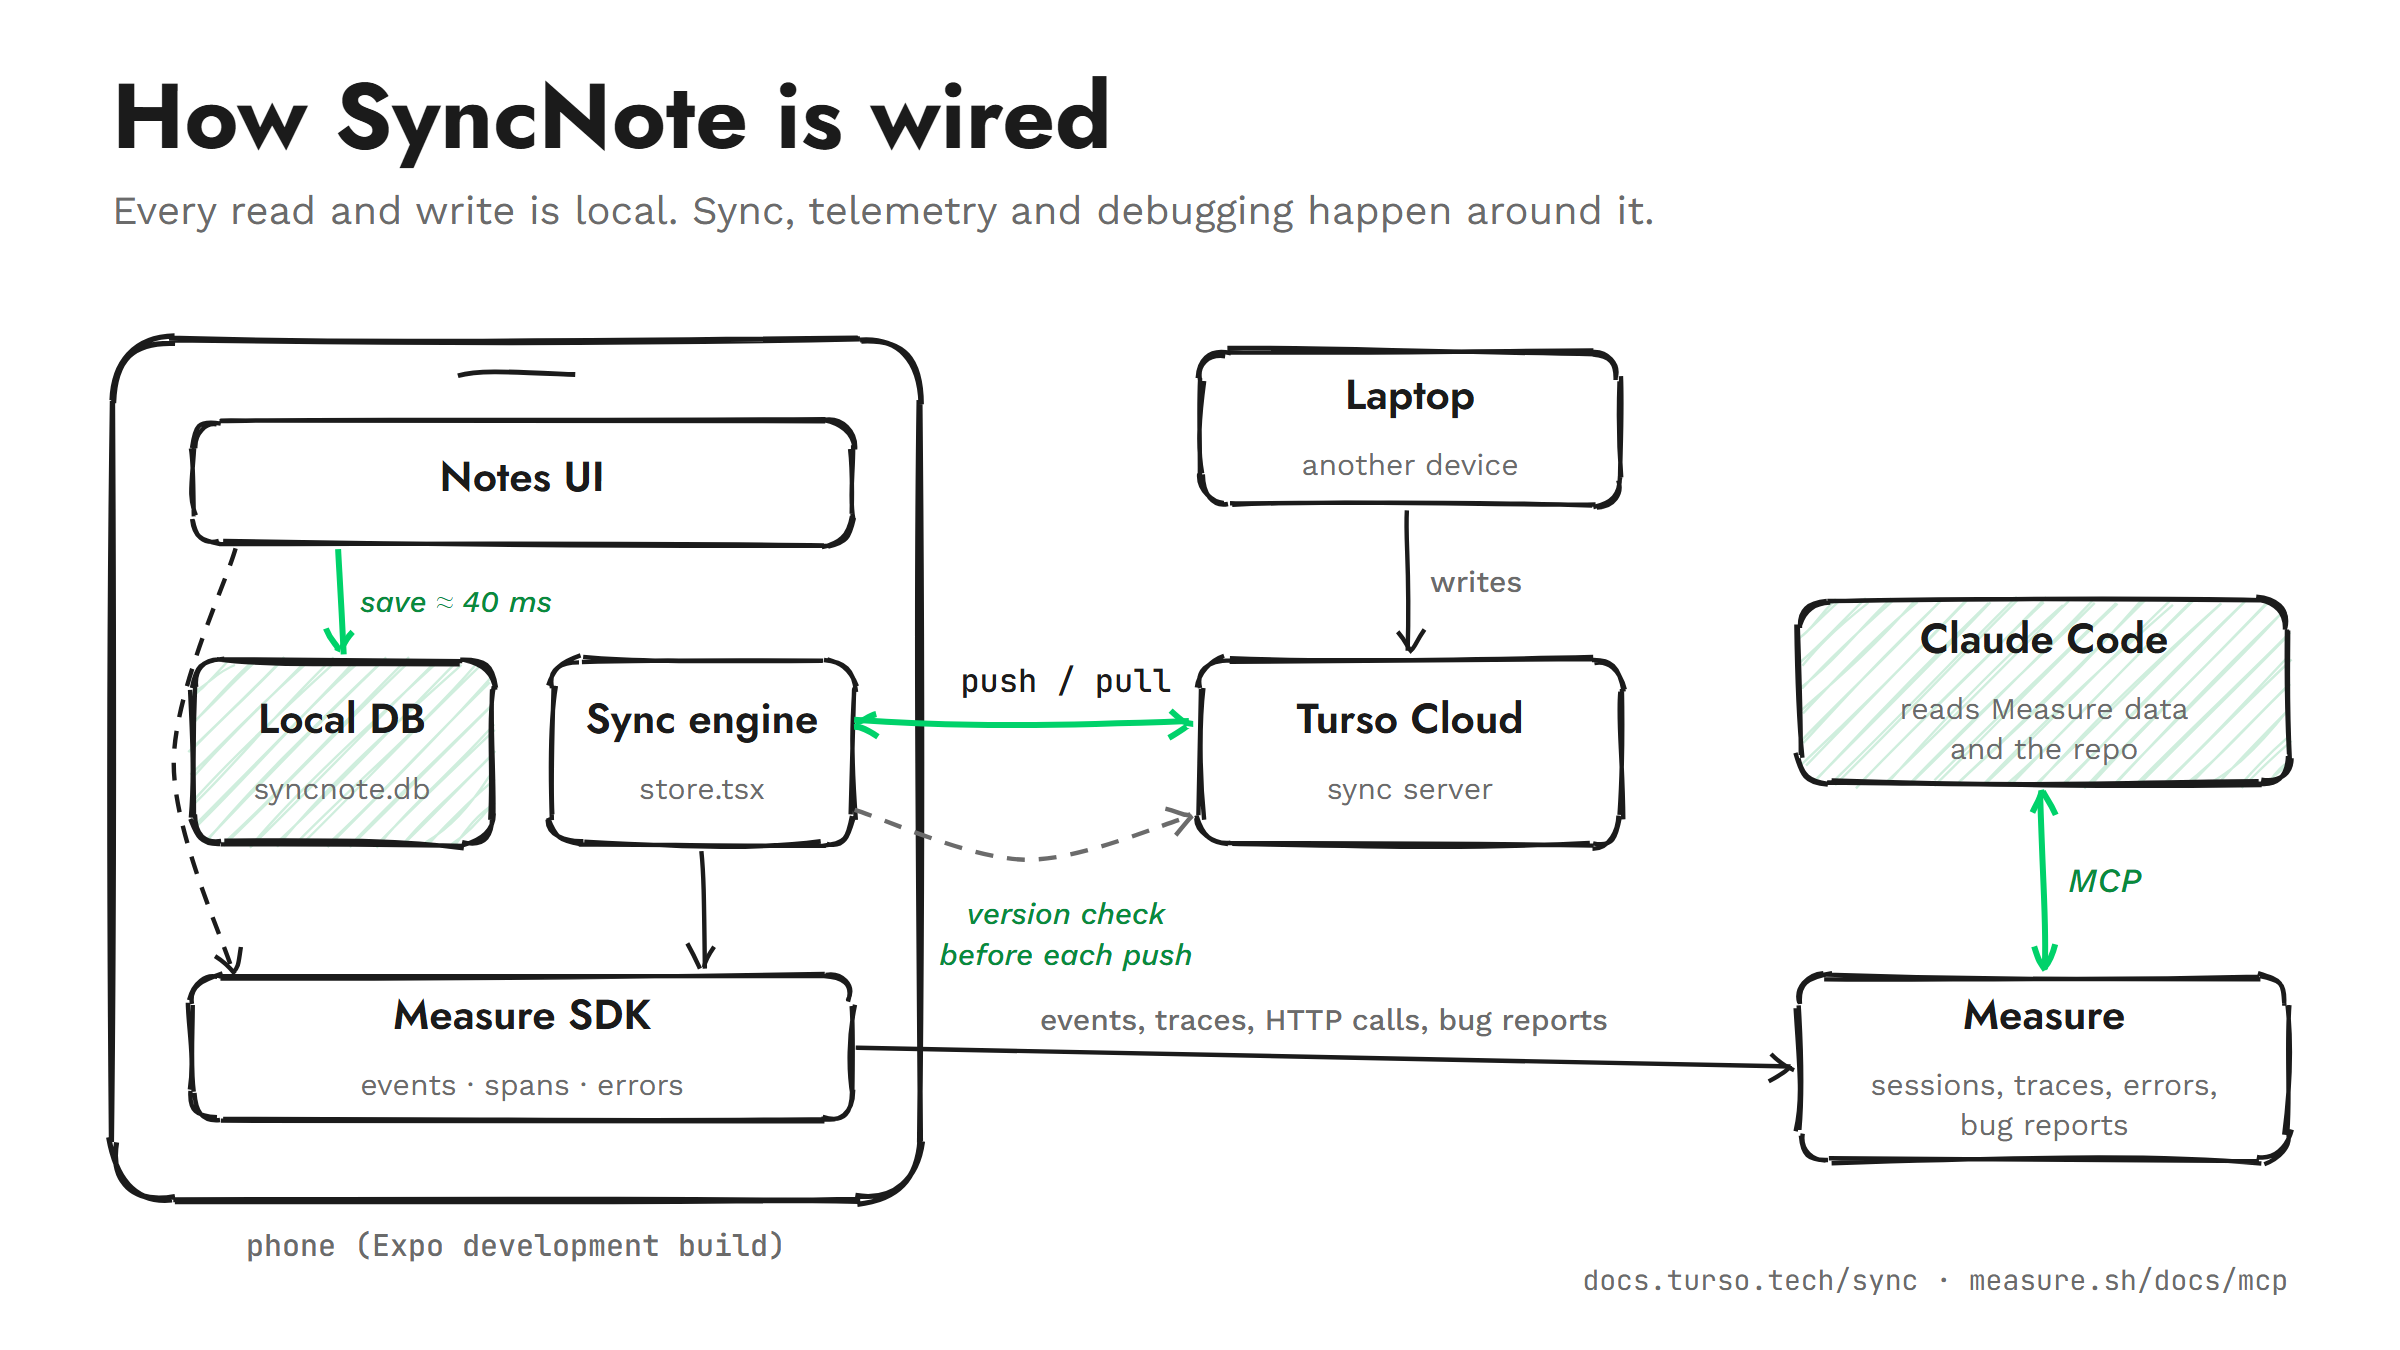 How SyncNote is wired
Every read and write is local. Sync, telemetry and debugging happen around it.
Notes UI
save ≈ 40 ms
Local DB
syncnote.db
Sync engine
store.tsx
Measure SDK
events · spans · errors
phone (Expo development build)
push / pull
version check
before each push
Laptop
another device
writes
Turso Cloud
sync server
events, traces, HTTP calls, bug reports
Claude Code
reads Measure data
and the repo
MCP
Measure
sessions, traces, errors,
bug reports
docs.turso.tech/sync · measure.sh/docs/mcp